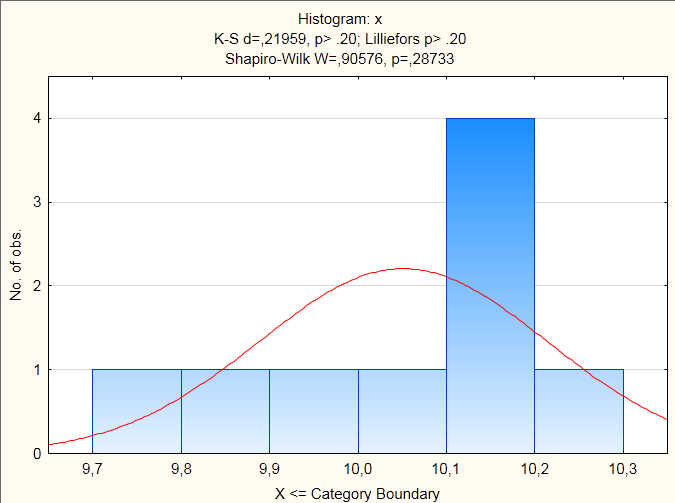 Histogram: x
K-S d=,21959, p> .20; Lilliefors p> .20
Shapiro-Wilk W=,90576, p=,28733
No. of obs.
4
3
2
1
0
9,7 9,8 9,9 10,0 10,1 10,2 10,3
X <= Category Boundary